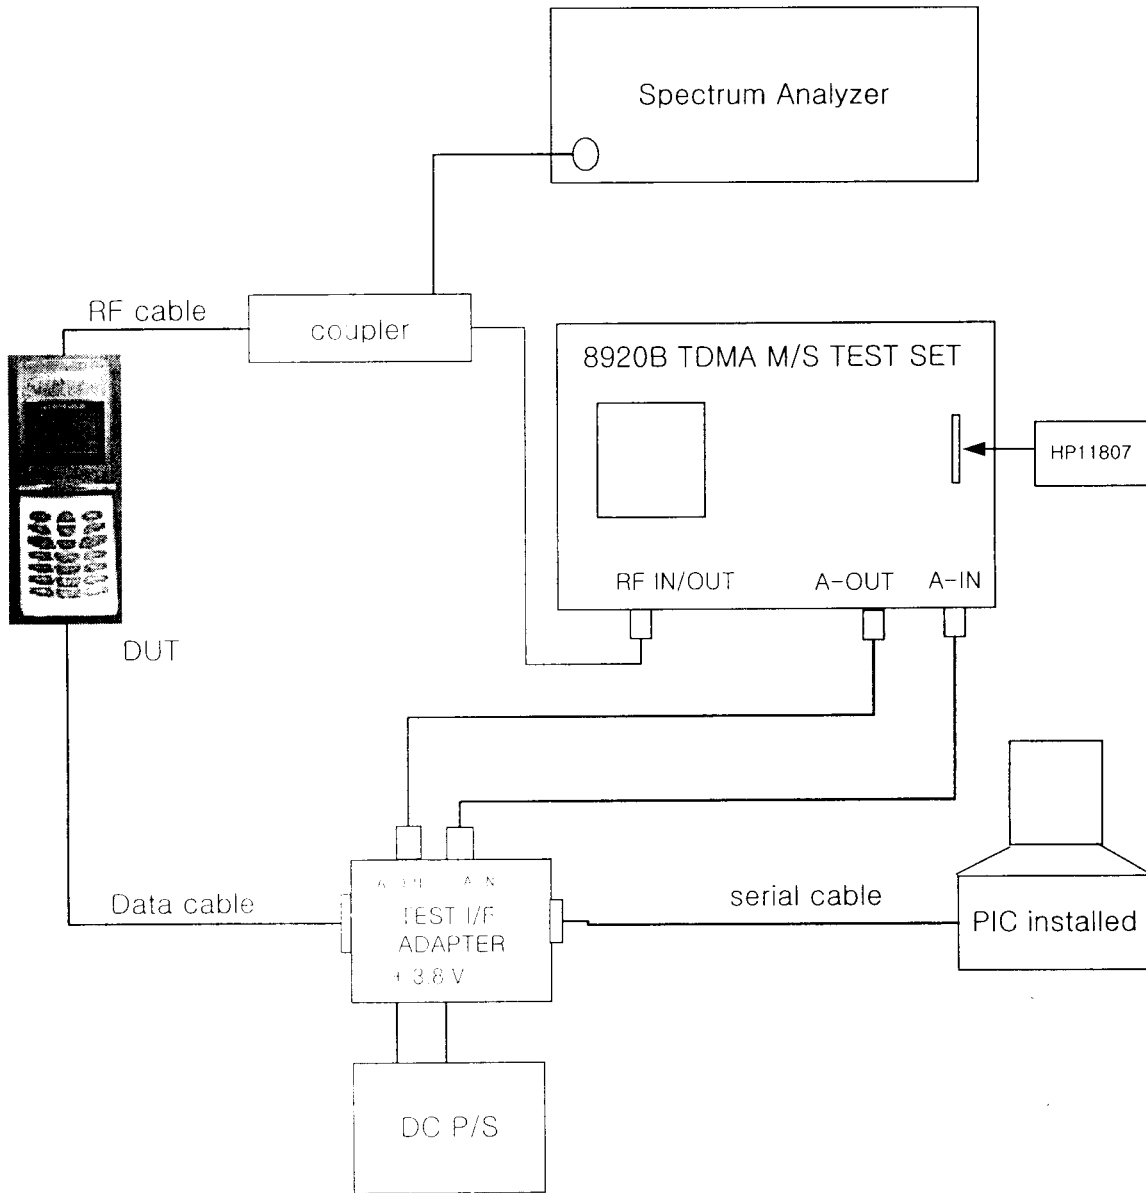 Spectrum Analyzer
RF cable
coupler
8920B TDMA M/S TEST SET
HP11807
RF IN/OUT
A-OUT
A-IN
DUT
Data cable
TEST I/F
ADAPTER
+ 3.8 V
serial cable
PIC installed
DC P/S